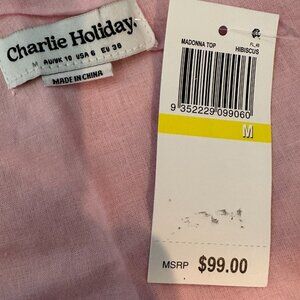 Charlie Holiday.
M AU/UK 10 USA 6 EU 38
MADE IN CHINA
MADONNA TOP
HIBISCUS
9 352229 099060
M
MSRP $99.00